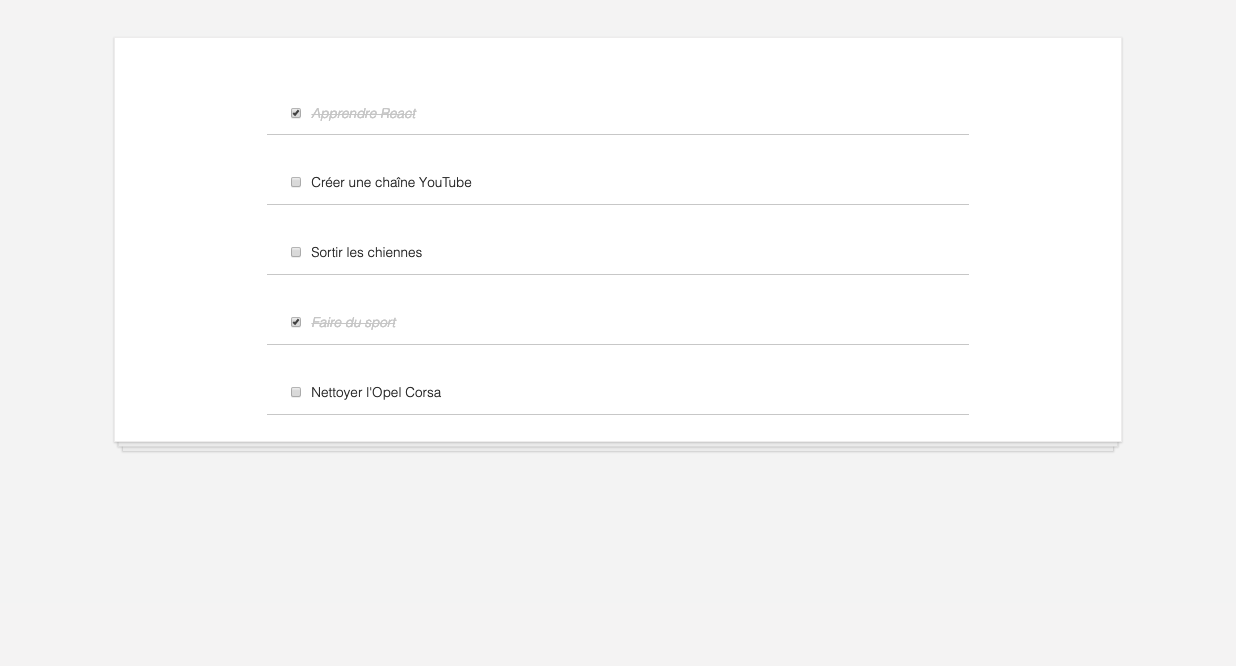 Apprendre React
Créer une chaîne YouTube
Sortir les chiennes
Faire du sport
Nettoyer l'Opel Corsa